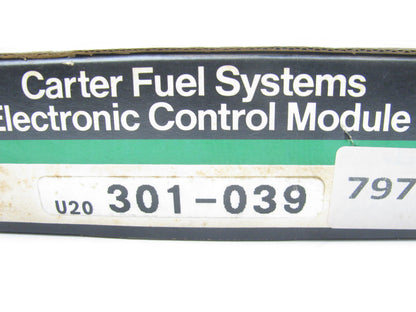 Carter Fuel Systems
Electronic Control Module
U20 301-039
797